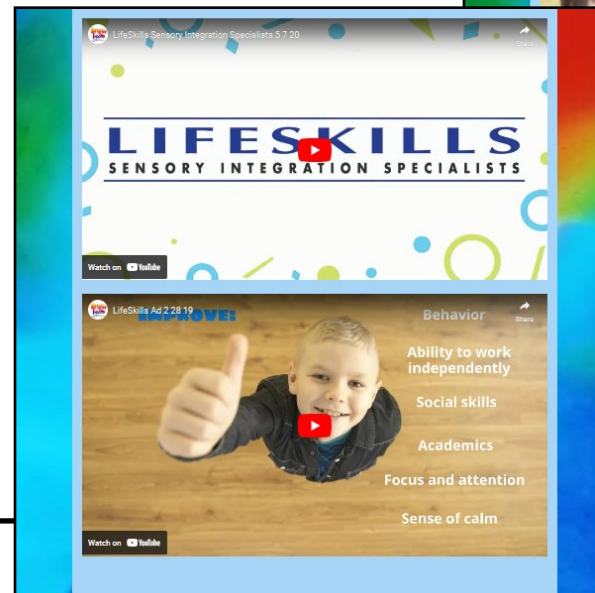 LifeSkills Sensory Integration Specialists 5 7 20
Share
LIFESKILLS
SENSORY INTEGRATION SPECIALISTS
Watch on YouTube
LifeSkills Ad 2 28 19
Share
IMPROVE!
Behavior
Ability to work
independently
Social skills
Academics
Focus and attention
Sense of calm
Watch on YouTube